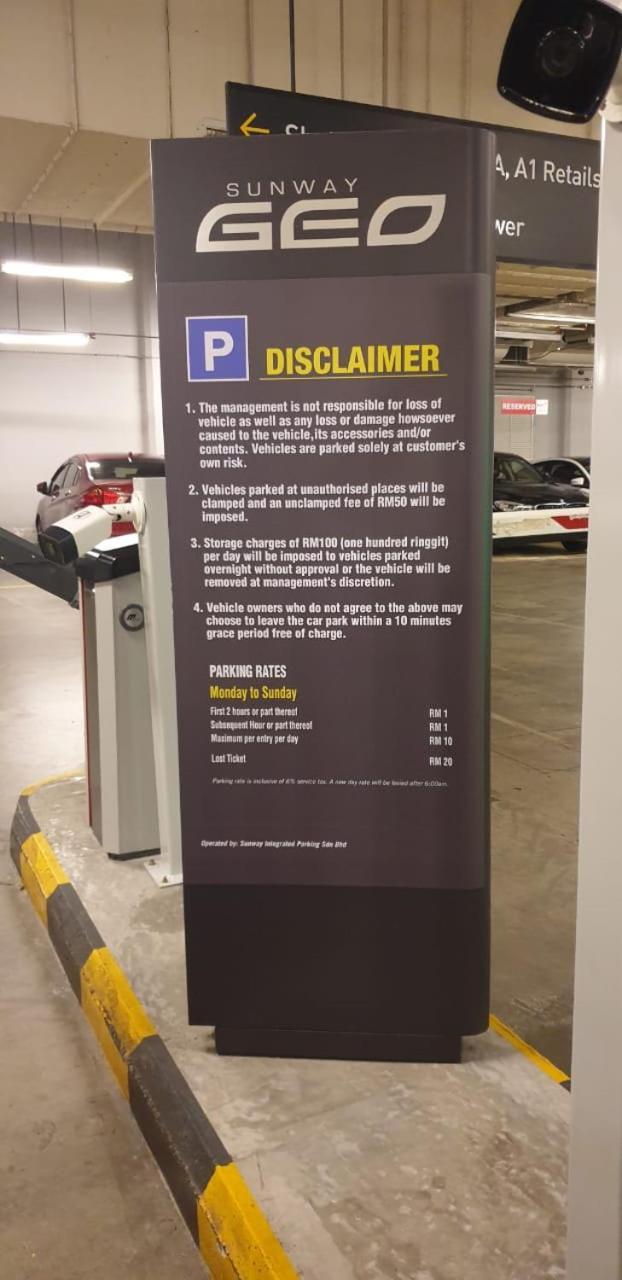 A, A1 Retails
wer
SUNWAY
GEO
P
DISCLAIMER
RESERVED
1. The management is not responsible for loss of
vehicle as well as any loss or damage howsoever
caused to the vehicle,its accessories and/or
contents. Vehicles are parked solely at customer's
own risk.
2. Vehicles parked at unauthorised places will be
clamped and an unclamped fee of RM50 will be
imposed.
3. Storage charges of RM100 (one hundred ringgit)
per day will be imposed to vehicles parked
overnight without approval or the vehicle will be
removed at management's discretion.
4. Vehicle owners who do not agree to the above may
choose to leave the car park within a 10 minutes
grace period free of charge.
PARKING RATES
Monday to Sunday
First 2 hours or part thereof RM 1
Subsequent Hour or part thereof RM 1
Maximum per entry per day RM 10
Lost Ticket RM 20
Parking rate is inclusive of 6% service tax. A new day rate will be levied after 6:00am.
Operated by: Sunway Integrated Parking Sdn Bhd